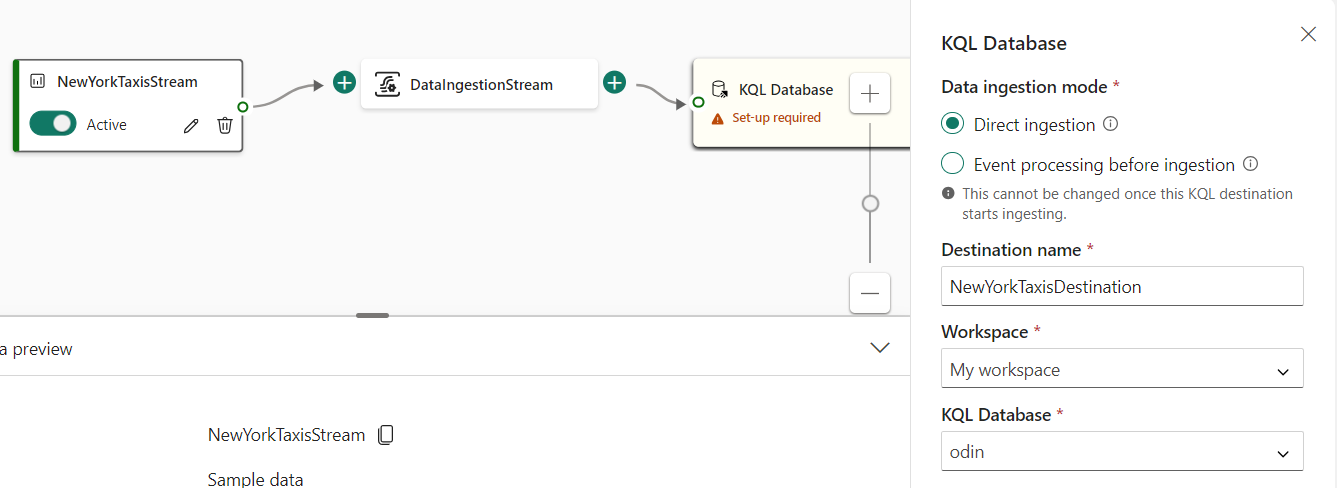 NewYorkTaxisStream
Active
DataIngestionStream
KQL Database
Set-up required
a preview
NewYorkTaxisStream
Sample data
KQL Database
Data ingestion mode *
Direct ingestion
Event processing before ingestion
This cannot be changed once this KQL destination
starts ingesting.
Destination name *
NewYorkTaxisDestination
Workspace *
My workspace
KQL Database *
odin